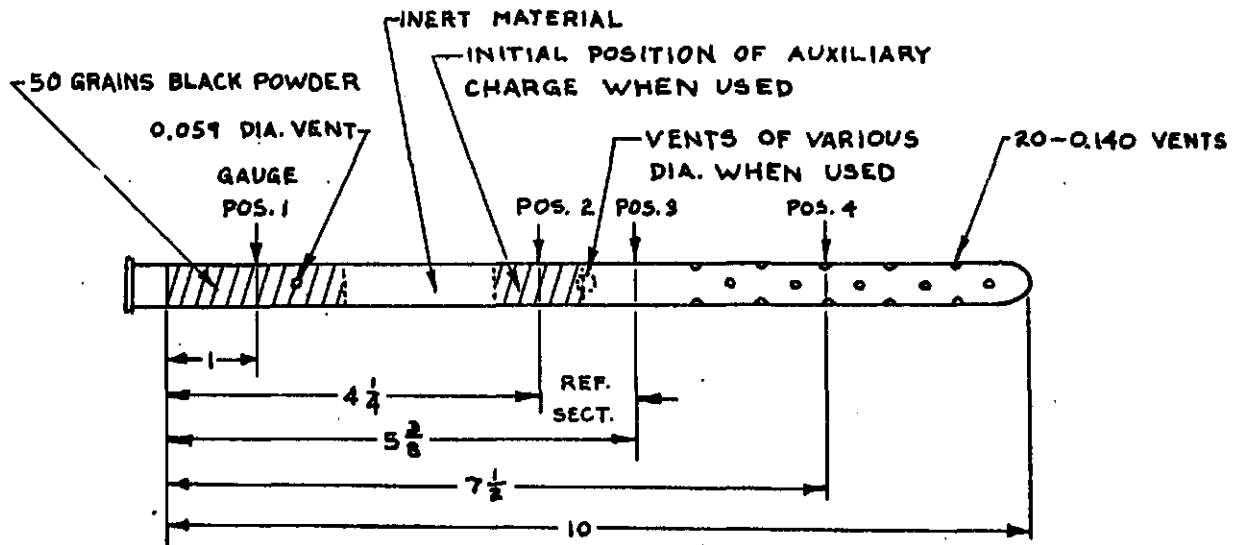 INERT MATERIAL
INITIAL POSITION OF AUXILIARY
CHARGE WHEN USED
50 GRAINS BLACK POWDER
0.059 DIA. VENT
VENTS OF VARIOUS
DIA. WHEN USED
20-0.140 VENTS
GAUGE
POS. 1
POS. 2
POS. 3
POS. 4
1
4 1/4
REF.
SECT.
5 3/8
7 1/2
10